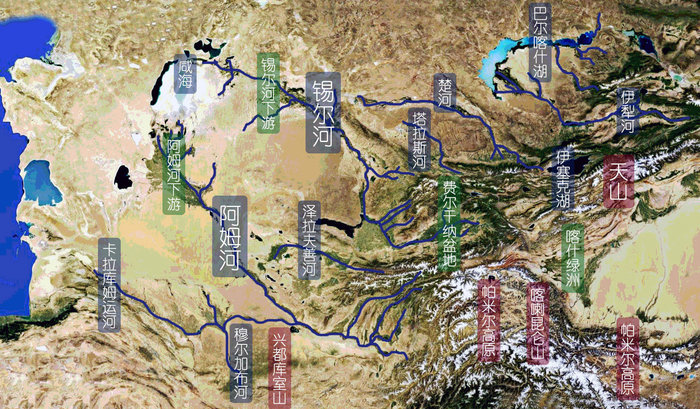 咸海
锡尔河下游
锡尔河
巴尔喀什湖
楚河
伊犁河
塔拉斯河
伊塞克湖
天山
阿姆河下游
费尔干纳盆地
阿姆河
泽拉夫善河
喀什绿洲
卡拉库姆运河
穆尔加布河
兴都库室山
帕米尔高原
喀喇昆仑山
帕米尔高原